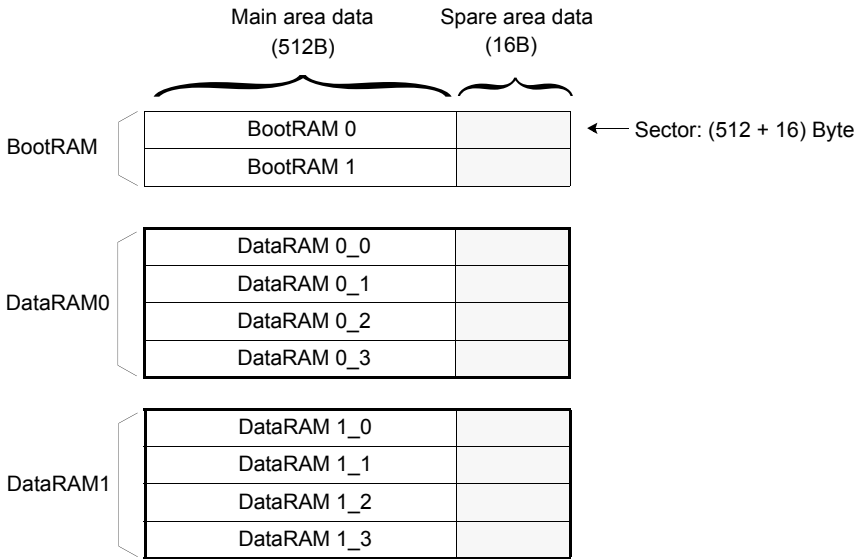 Main area data
(512B)
Spare area data
(16B)
BootRAM
BootRAM 0
BootRAM 1
Sector: (512 + 16) Byte
DataRAM0
DataRAM 0_0
DataRAM 0_1
DataRAM 0_2
DataRAM 0_3
DataRAM1
DataRAM 1_0
DataRAM 1_1
DataRAM 1_2
DataRAM 1_3